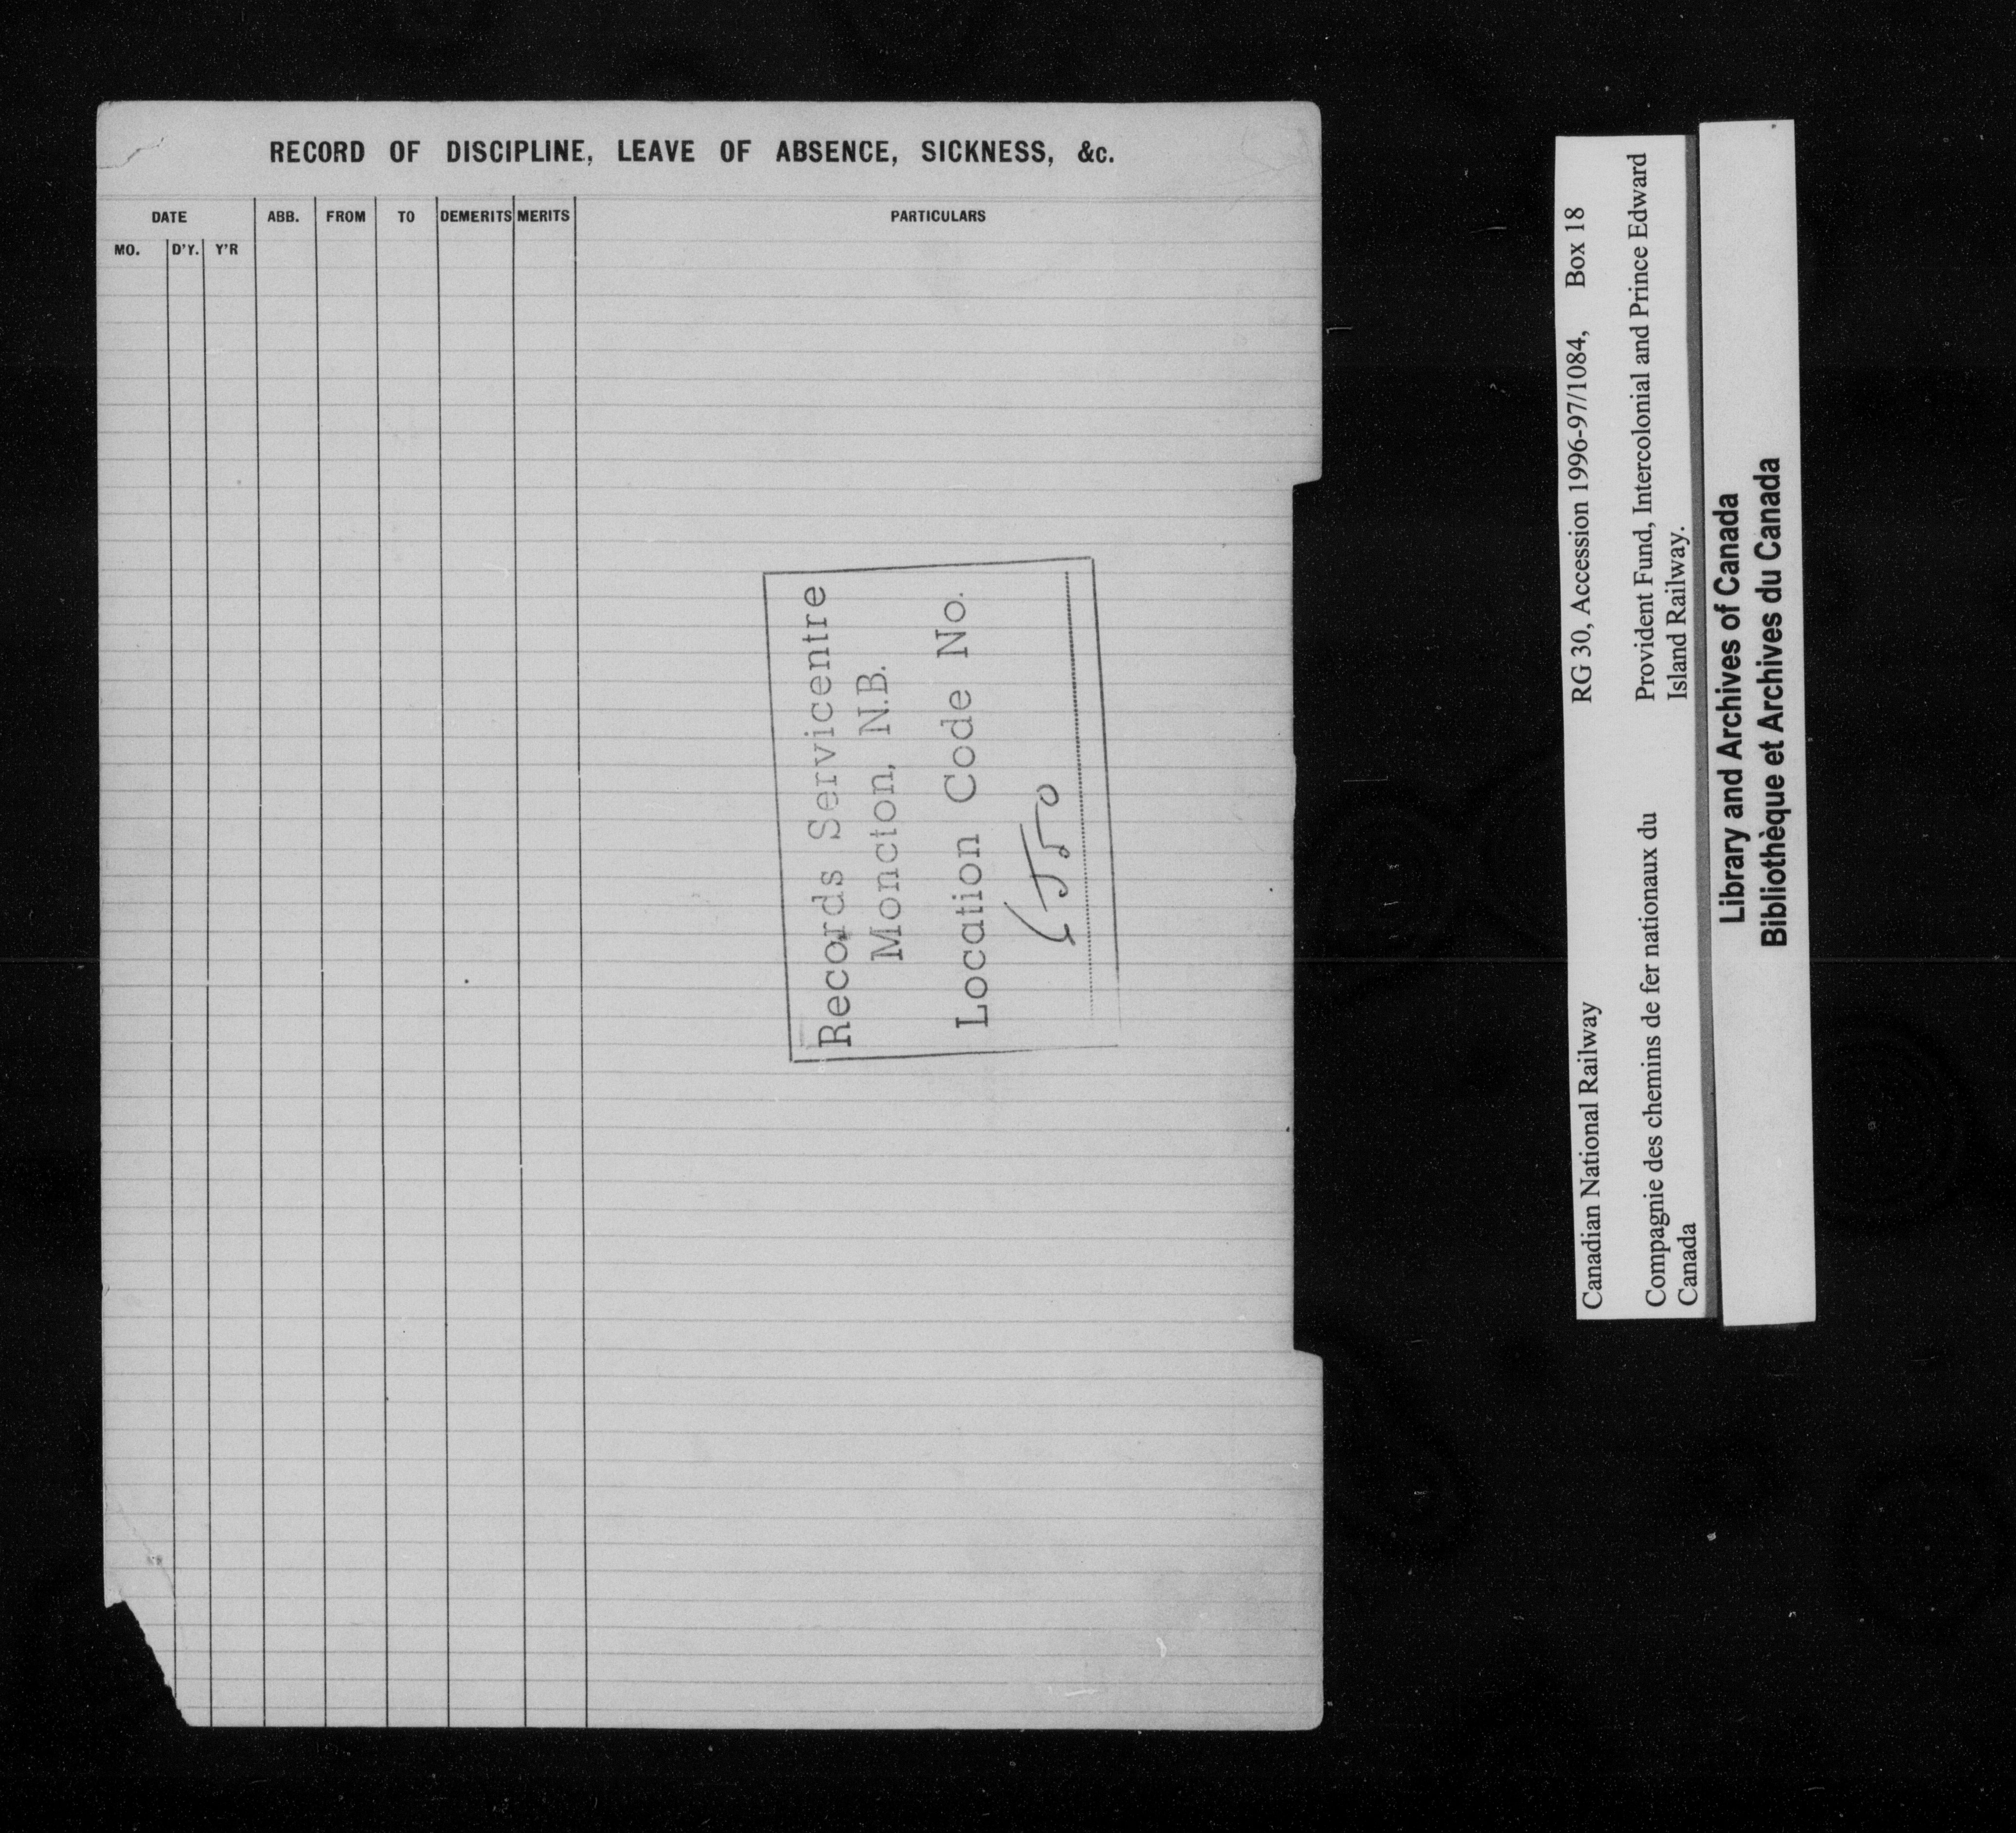 RECORD OF DISCIPLINE, LEAVE OF ABSENCE, SICKNESS, &c.
DATE ABB. FROM TO DEMERITS MERITS PARTICULARS
MO. D'Y. Y'R
Records Servicentre
Moncton, N.B.
Location Code No.
6550
Canadian National Railway RG 30, Accession 1996-97/1084, Box 18
Compagnie des chemins de fer nationaux du Provident Fund, Intercolonial and Prince Edward
Canada Island Railway.
Library and Archives of Canada
Bibliothèque et Archives du Canada